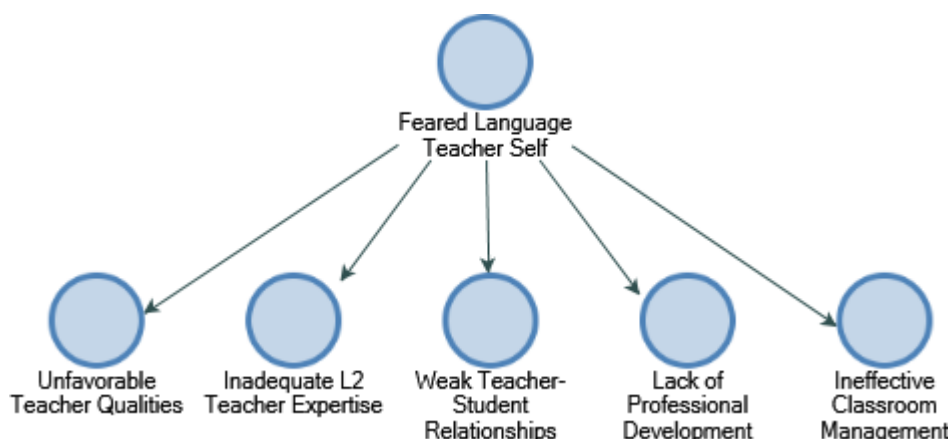 Feared Language
Teacher Self
Unfavorable
Teacher Qualities
Inadequate L2
Teacher Expertise
Weak Teacher-
Student
Relationships
Lack of
Professional
Development
Ineffective
Classroom
Management